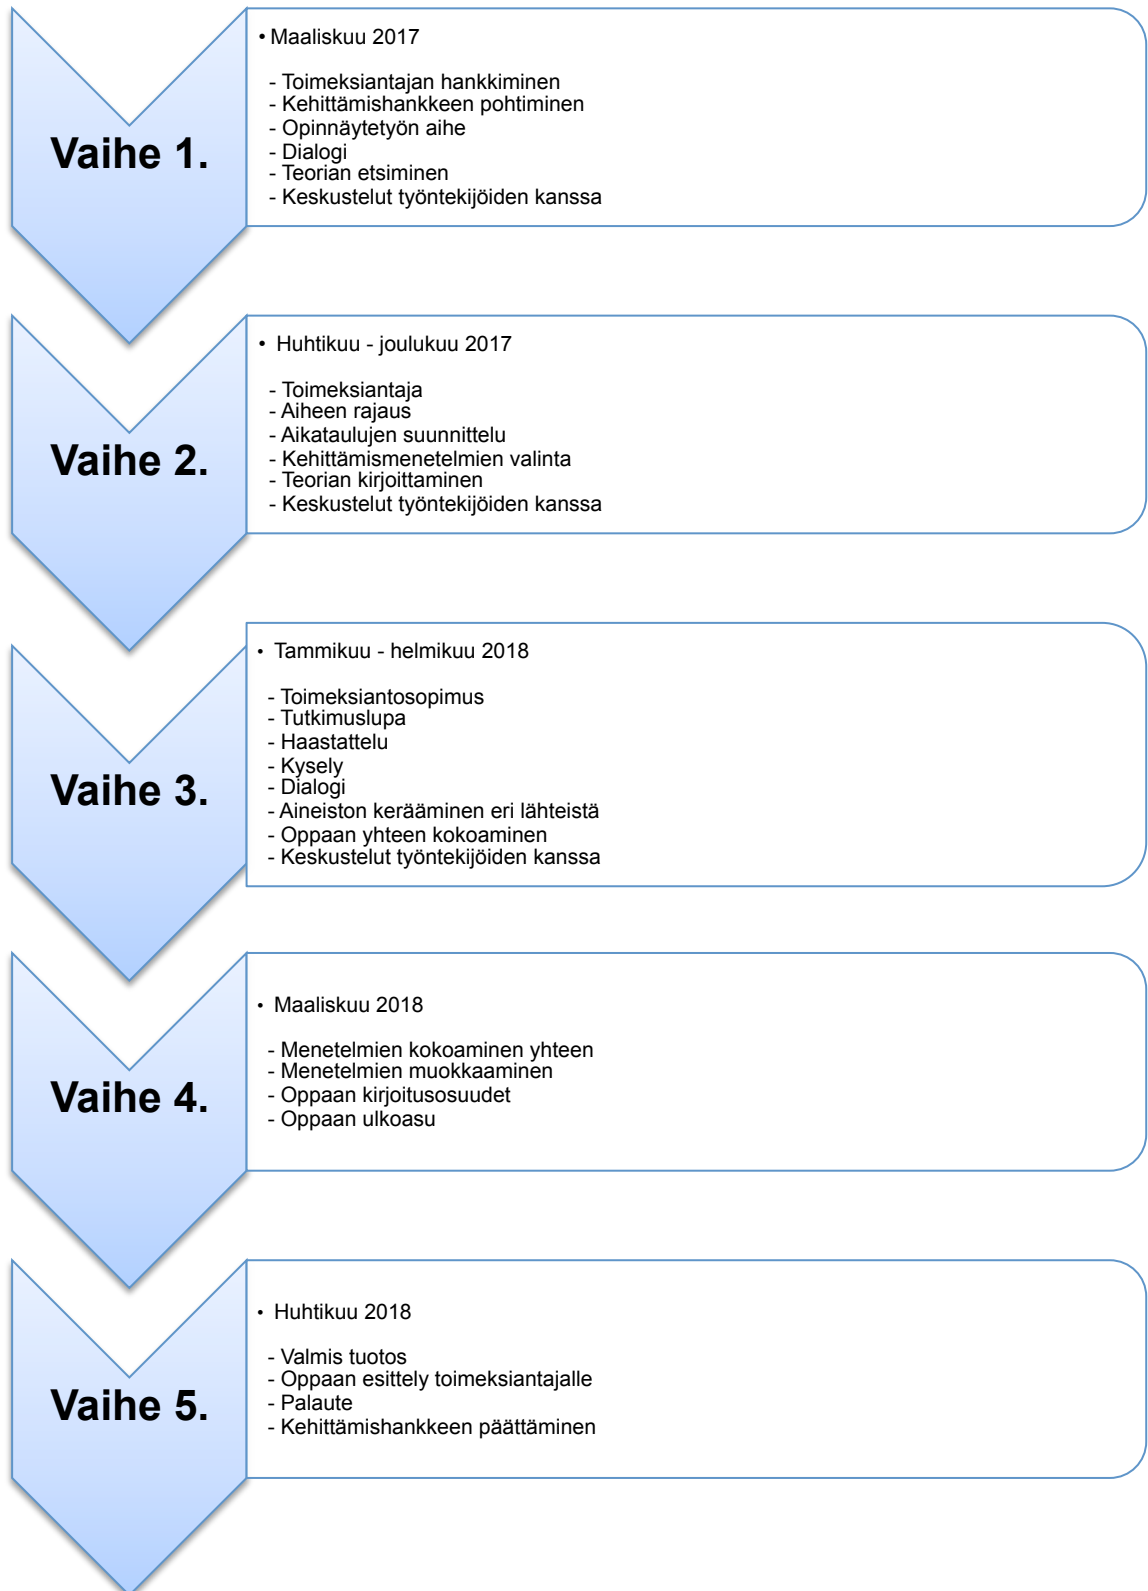 Vaihe 1.
• Maaliskuu 2017
- Toimeksiantajan hankkiminen
- Kehittämishankkeen pohtiminen
- Opinnäytetyön aihe
- Dialogi
- Teorian etsiminen
- Keskustelut työntekijöiden kanssa
Vaihe 2.
• Huhtikuu - joulukuu 2017
- Toimeksiantaja
- Aiheen rajaus
- Aikataulujen suunnittelu
- Kehittämismenetelmien valinta
- Teorian kirjoittaminen
- Keskustelut työntekijöiden kanssa
Vaihe 3.
• Tammikuu - helmikuu 2018
- Toimeksiantosopimus
- Tutkimuslupa
- Haastattelu
- Kysely
- Dialogi
- Aineiston kerääminen eri lähteistä
- Oppaan yhteen kokoaminen
- Keskustelut työntekijöiden kanssa
Vaihe 4.
• Maaliskuu 2018
- Menetelmien kokoaminen yhteen
- Menetelmien muokkaaminen
- Oppaan kirjoitusosuudet
- Oppaan ulkoasu
Vaihe 5.
• Huhtikuu 2018
- Valmis tuotos
- Oppaan esittely toimeksiantajalle
- Palaute
- Kehittämishankkeen päättäminen